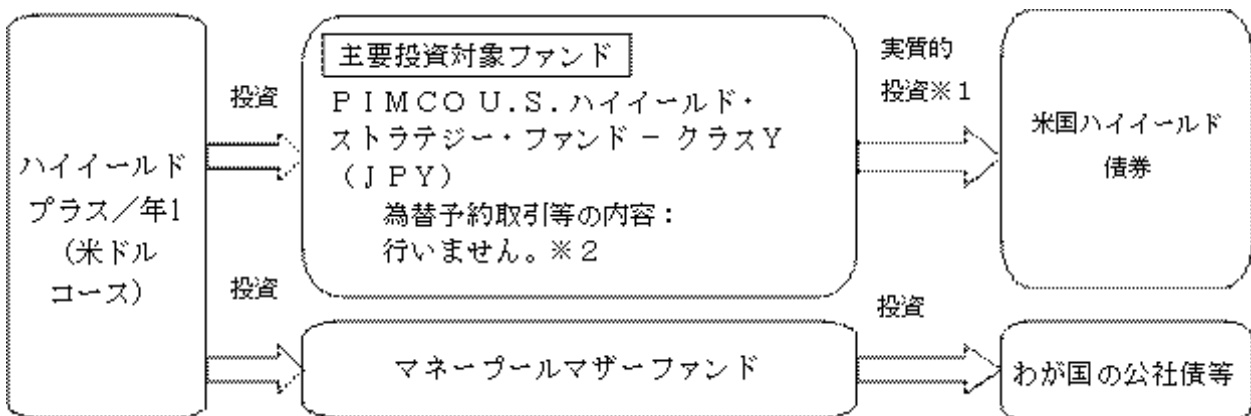 ハイイールド
プラス／年1
（米ドル
コース）
投資
投資
主要投資対象ファンド
ＰＩＭＣＯ Ｕ.Ｓ.ハイイールド・
ストラテジー・ファンド － クラスＹ
（ＪＰＹ）
為替予約取引等の内容：
行いません。※２
マネープールマザーファンド
実質的
投資※１
投資
米国ハイイールド
債券
わが国の公社債等